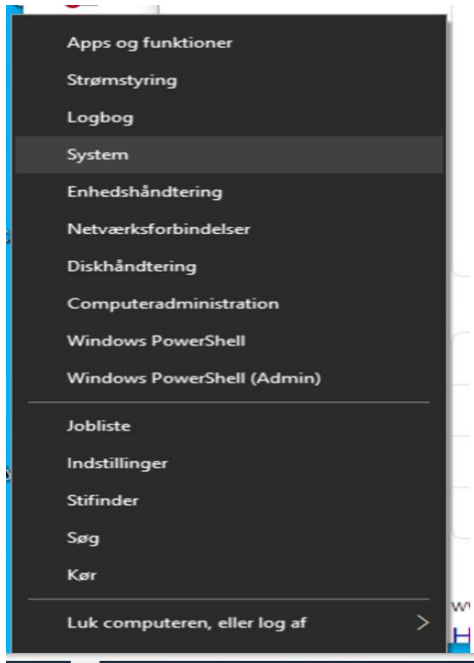 Apps og funktioner
Strømstyring
Logbog
System
Enhedshåndtering
Netværksforbindelser
Diskhåndtering
Computeradministration
Windows PowerShell
Windows PowerShell (Admin)
Jobliste
Indstillinger
Stifinder
Søg
Kør
Luk computeren, eller log af